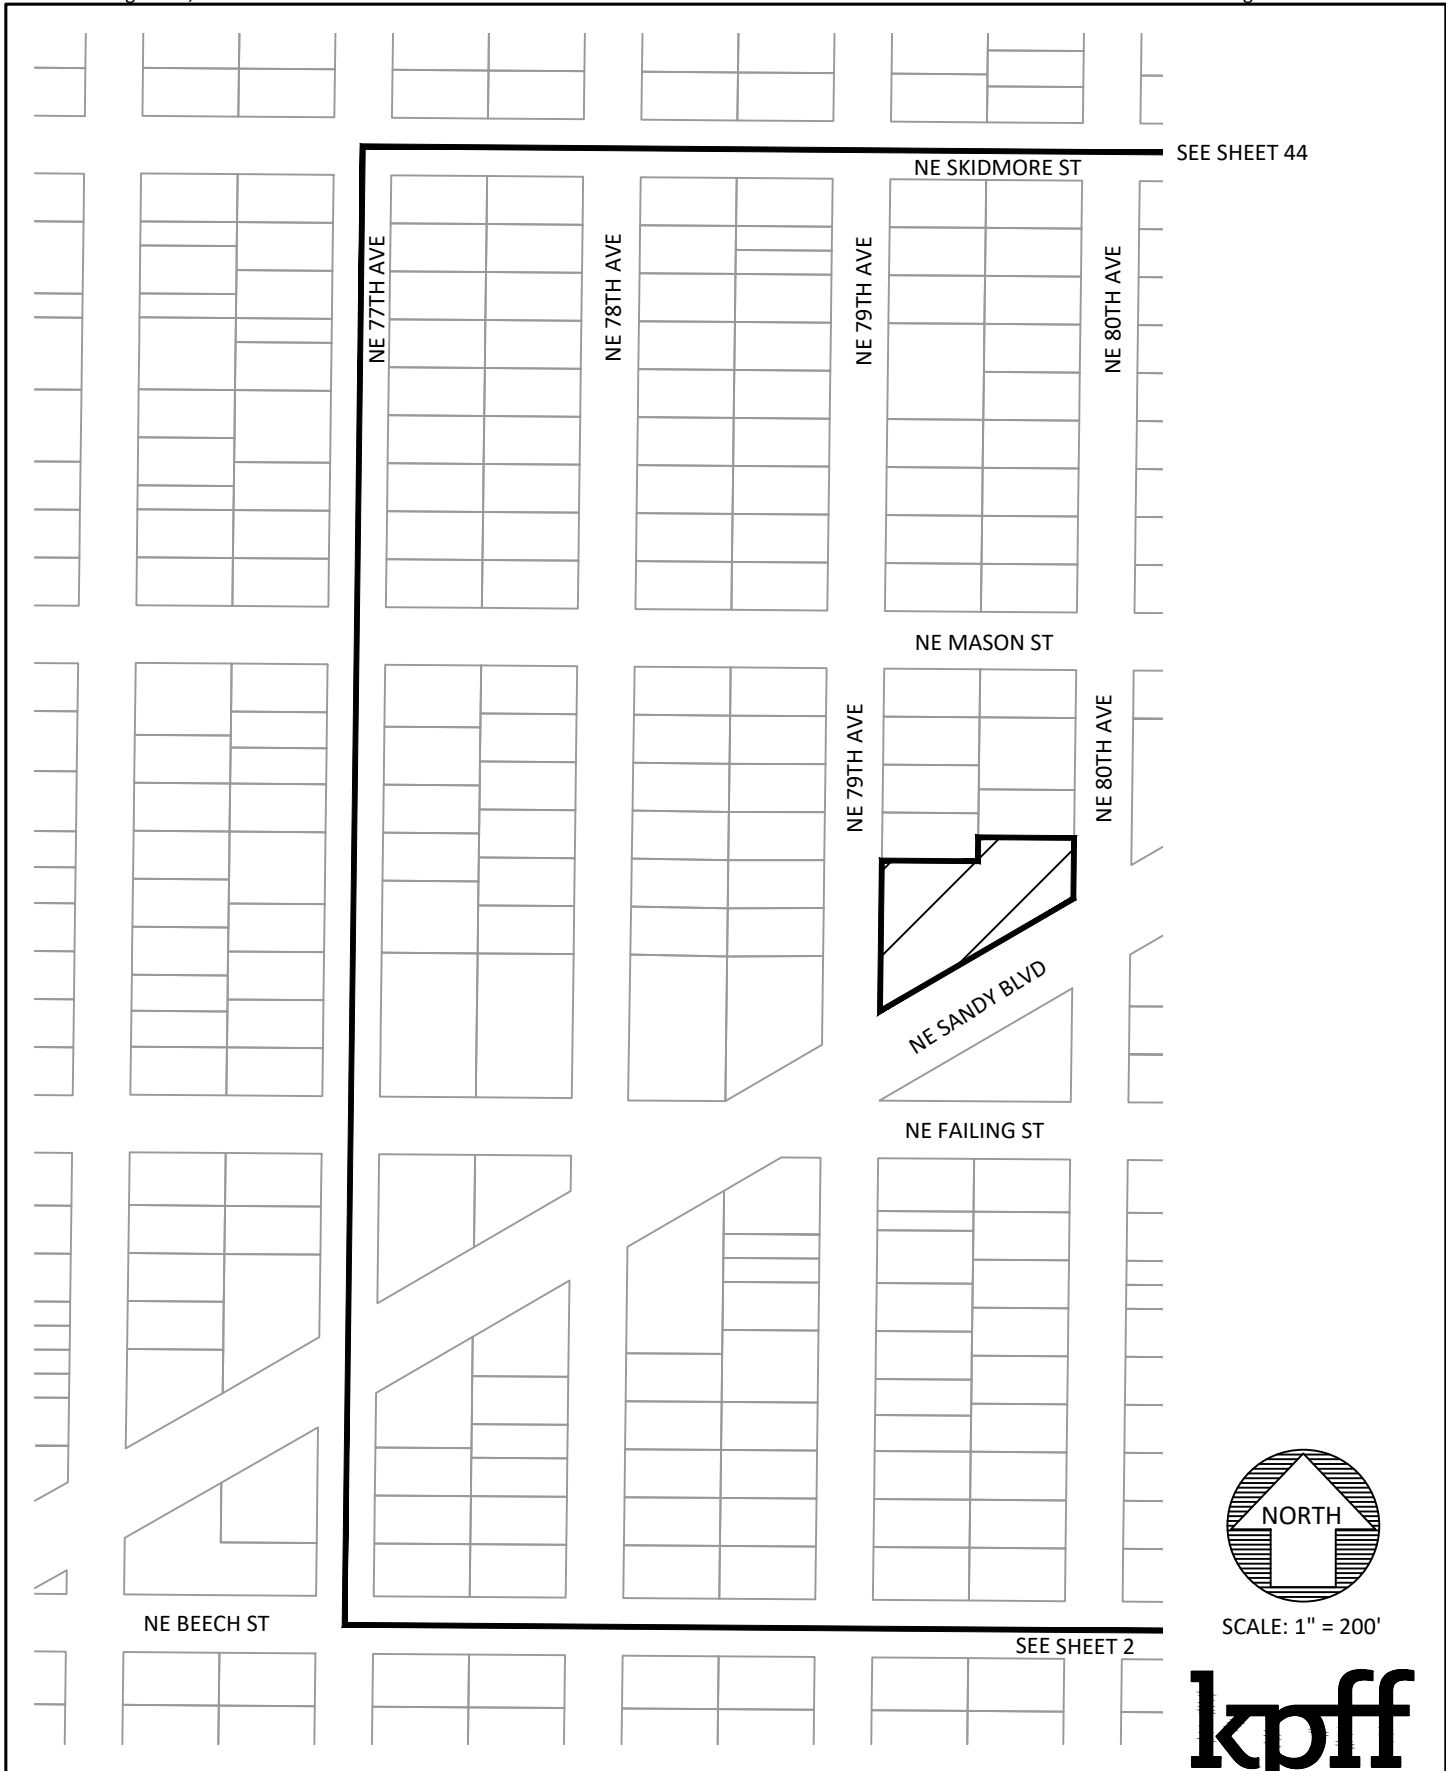 SEE SHEET 44
NE SKIDMORE ST
NE 77TH AVE
NE 78TH AVE
NE 79TH AVE
NE 80TH AVE
NE MASON ST
NE 79TH AVE
NE 80TH AVE
NE SANDY BLVD
NE FAILING ST
NORTH
NE BEECH ST
SCALE: 1" = 200'
SEE SHEET 2
kpff